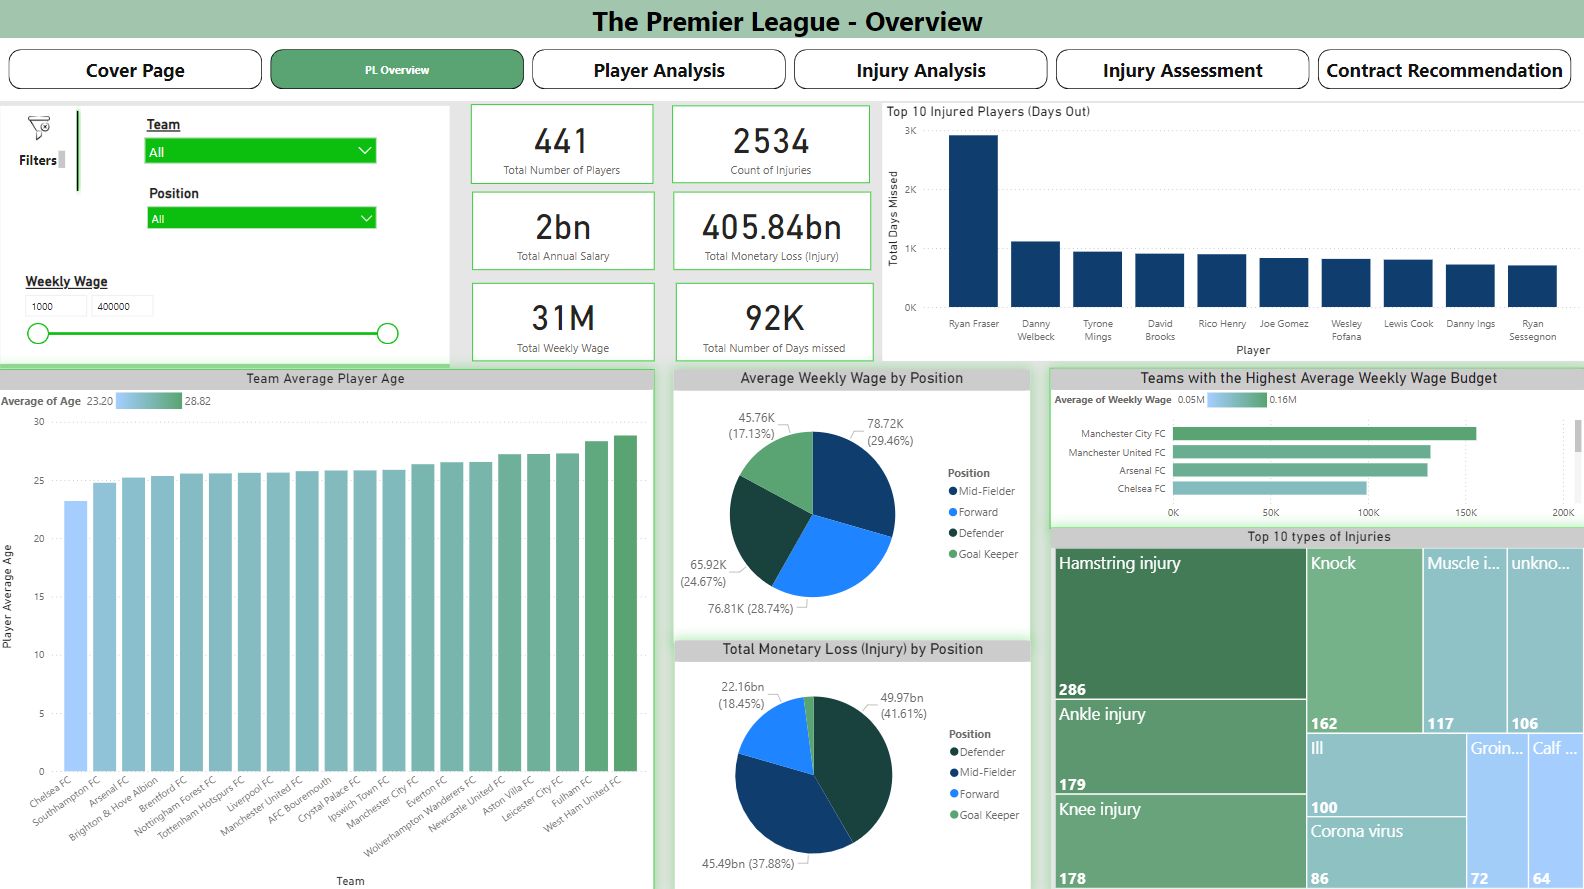 The Premier League - Overview
Cover Page
PL Overview
Player Analysis
Injury Analysis
Injury Assessment
Contract Recommendation
Filters
Team
All
Position
All
Weekly Wage
1000
400000
441
Total Number of Players
2534
Count of Injuries
2bn
Total Annual Salary
405.84bn
Total Monetary Loss (Injury)
31M
Total Weekly Wage
92K
Total Number of Days missed
Top 10 Injured Players (Days Out)
Total Days Missed
3K
2K
1K
0K
Ryan Fraser
Danny
Welbeck
Tyrone
Mings
David
Brooks
Rico Henry
Joe Gomez
Wesley
Fofana
Lewis Cook
Danny Ings
Ryan
Sessegnon
Player
Team Average Player Age
Average of Age 23.20 28.82
Player Average Age
30
25
20
15
10
5
0
Chelsea FC
Southampton FC
Arsenal FC
Brighton & Hove Albion
Brentford FC
Nottingham Forest FC
Tottenham Hotspurs FC
Liverpool FC
Manchester United FC
AFC Bouremouth
Crystal Palace FC
Ipswich Town FC
Manchester City FC
Everton FC
Wolverhampton Wanderers FC
Newcastle United FC
Aston Villa FC
Leicester City FC
Fulham FC
West Ham United FC
Team
Average Weekly Wage by Position
45.76K
(17.13%)
78.72K
(29.46%)
65.92K
(24.67%)
76.81K (28.74%)
Position
Mid-Fielder
Forward
Defender
Goal Keeper
Total Monetary Loss (Injury) by Position
22.16bn
(18.45%)
49.97bn
(41.61%)
45.49bn (37.88%)
Position
Defender
Mid-Fielder
Forward
Goal Keeper
Teams with the Highest Average Weekly Wage Budget
Average of Weekly Wage 0.05M 0.16M
Manchester City FC
Manchester United FC
Arsenal FC
Chelsea FC
0K
50K
100K
150K
200K
Top 10 types of Injuries
Hamstring injury
286
Ankle injury
179
Knee injury
178
Knock
162
Muscle i...
117
unkno...
106
Ill
100
Corona virus
86
Groin...
72
Calf ...
64